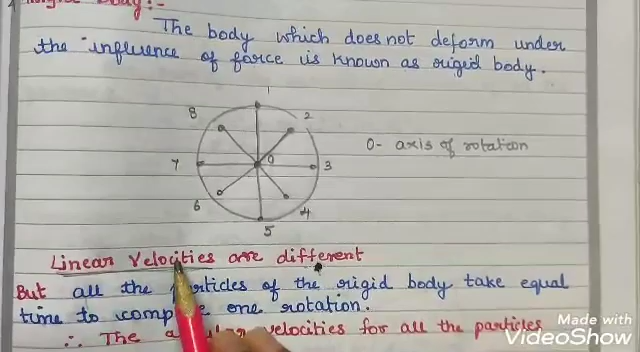 The body which does not deform under
the influence of force is known as rigid body.
1
8
2
7
0
3
0- axis of rotation
6
4
5
Linear velocities are different
But all the particles of the rigid body take equal
time to one rotation.
∴ The velocities for all the particles
Made with
VideoShow